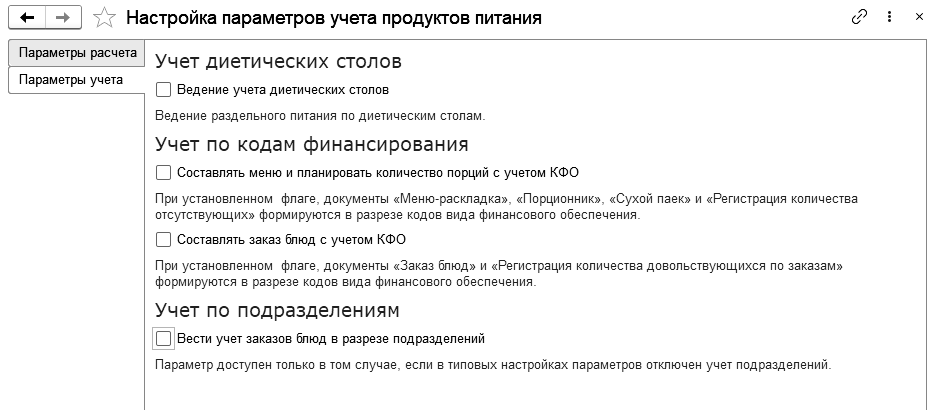 Настройка параметров учета продуктов питания
Параметры расчета
Параметры учета
Учет диетических столов
Ведение учета диетических столов
Ведение раздельного питания по диетическим столам.
Учет по кодам финансирования
Составлять меню и планировать количество порций с учетом КФО
При установленном флаге, документы «Меню-раскладка», «Порционник», «Сухой паек» и «Регистрация количества
отсутствующих» формируются в разрезе кодов вида финансового обеспечения.
Составлять заказ блюд с учетом КФО
При установленном флаге, документы «Заказ блюд» и «Регистрация количества довольствующихся по заказам»
формируются в разрезе кодов вида финансового обеспечения.
Учет по подразделениям
Вести учет заказов блюд в разрезе подразделений
Параметр доступен только в том случае, если в типовых настройках параметров отключен учет подразделений.